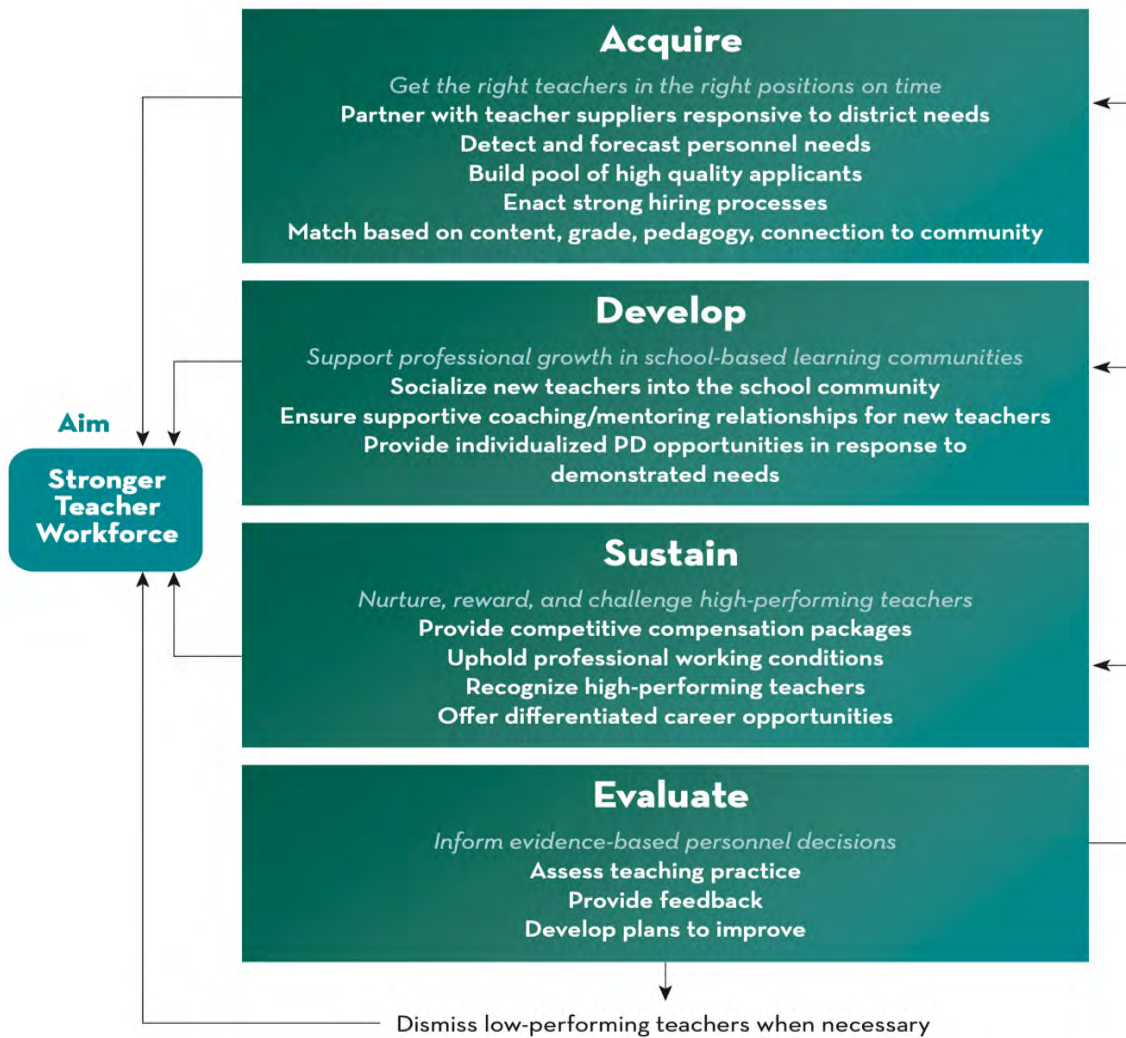 Acquire
Get the right teachers in the right positions on time
Partner with teacher suppliers responsive to district needs
Detect and forecast personnel needs
Build pool of high quality applicants
Enact strong hiring processes
Match based on content, grade, pedagogy, connection to community
Develop
Support professional growth in school-based learning communities
Socialize new teachers into the school community
Ensure supportive coaching/mentoring relationships for new teachers
Provide individualized PD opportunities in response to
demonstrated needs
Aim
Stronger
Teacher
Workforce
Sustain
Nurture, reward, and challenge high-performing teachers
Provide competitive compensation packages
Uphold professional working conditions
Recognize high-performing teachers
Offer differentiated career opportunities
Evaluate
Inform evidence-based personnel decisions
Assess teaching practice
Provide feedback
Develop plans to improve
Dismiss low-performing teachers when necessary